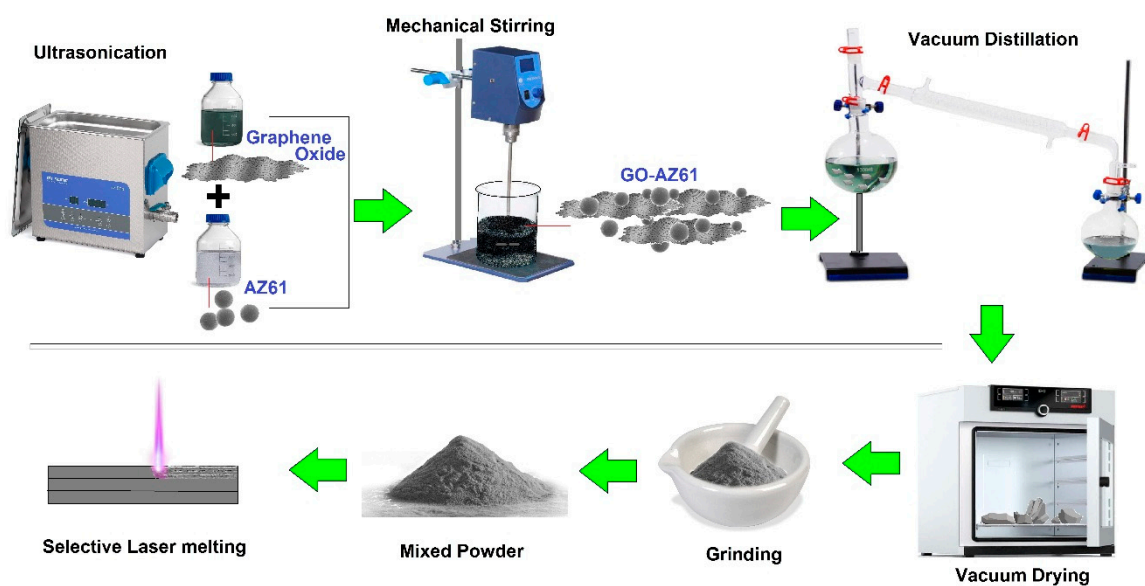 Ultrasonication
Mechanical Stirring
Vacuum Distillation
Graphene
Oxide
GO-AZ61
AZ61
Selective Laser melting
Mixed Powder
Grinding
Vacuum Drying